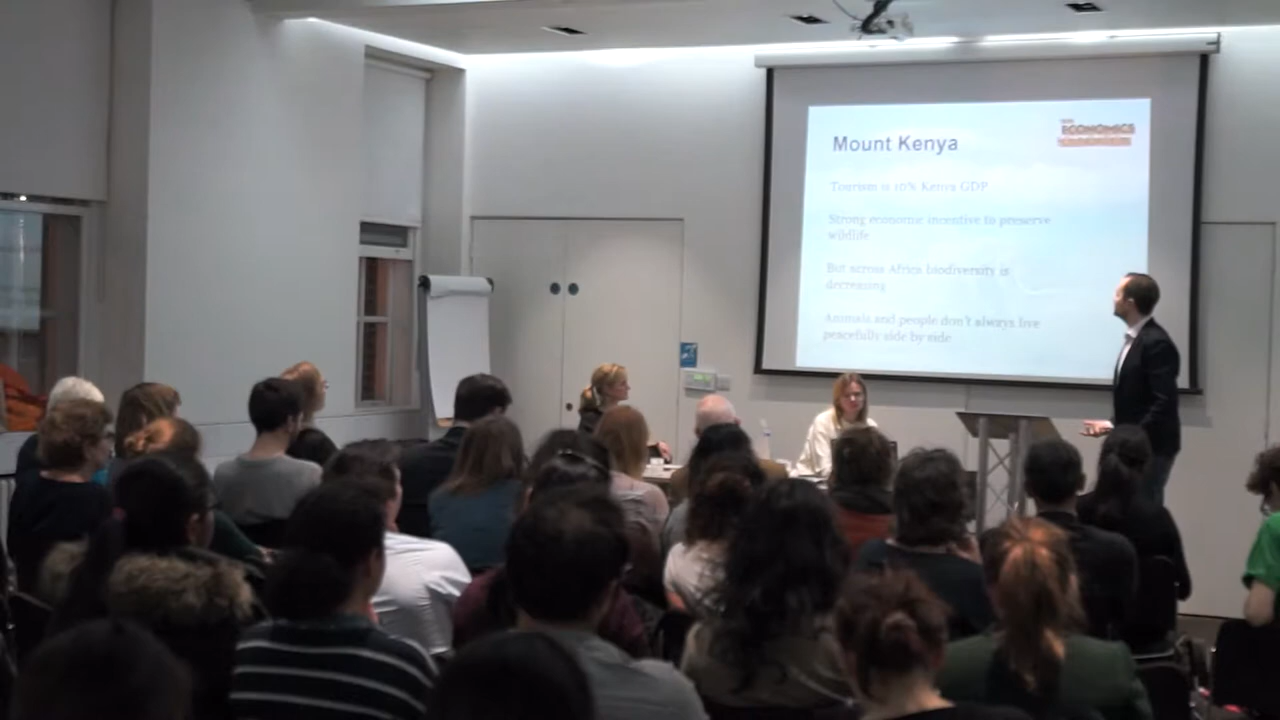 Mount Kenya
ECONOMICS
Tourism is 10% Kenya GDP
Strong economic incentive to preserve
wildlife
But across Africa biodiversity is
decreasing
Animals and people don't always live
peacefully side by side